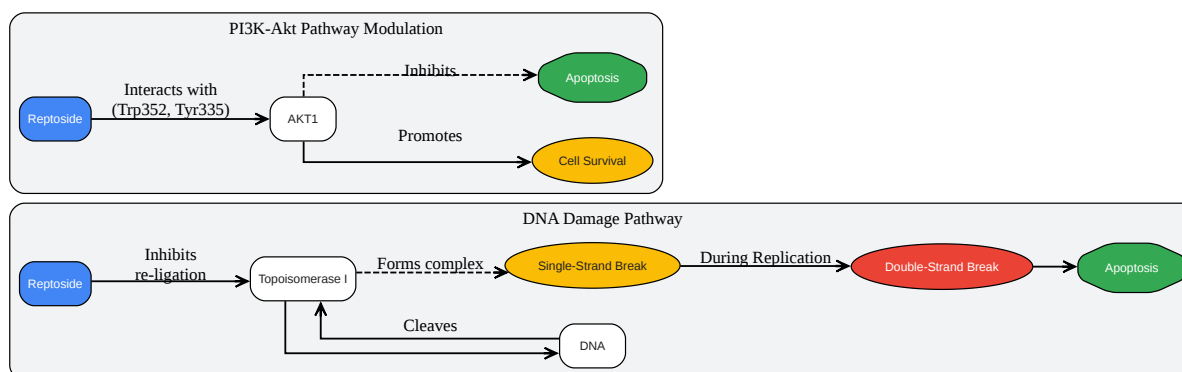 PI3K-Akt Pathway Modulation
Reptoside
Interacts with
(Trp352, Tyr335)
AKT1
Inhibits
Apoptosis
Promotes
Cell Survival
DNA Damage Pathway
Reptoside
Inhibits
re-ligation
Topoisomerase I
Forms complex
Single-Strand Break
During Replication
Double-Strand Break
Apoptosis
Cleaves
DNA